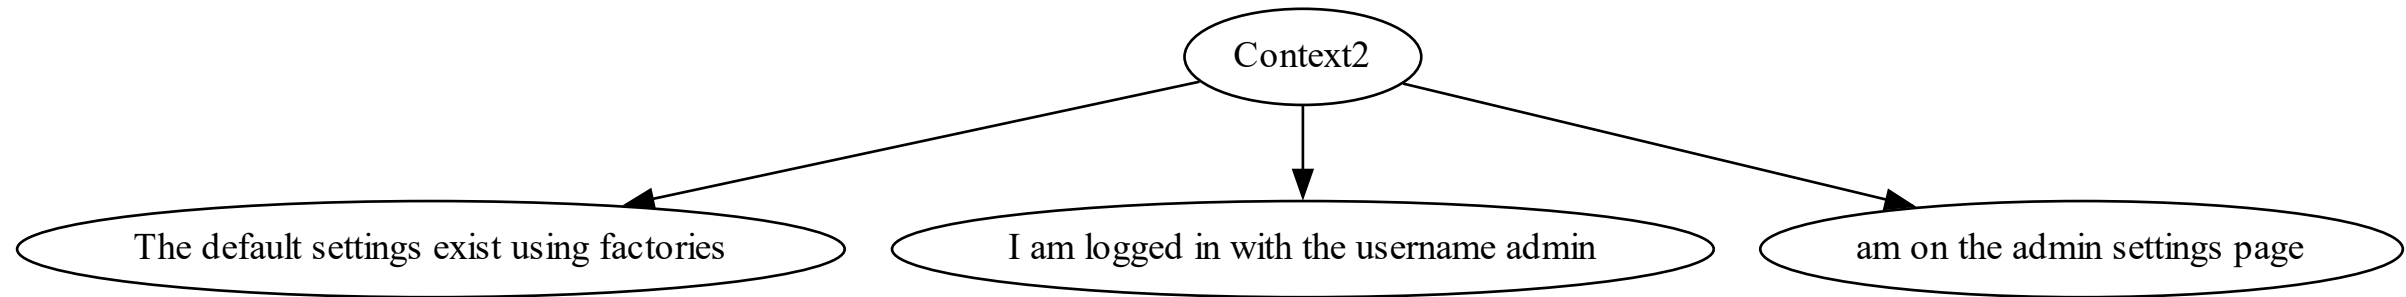 Context2
The default settings exist using factories
I am logged in with the username admin
am on the admin settings page